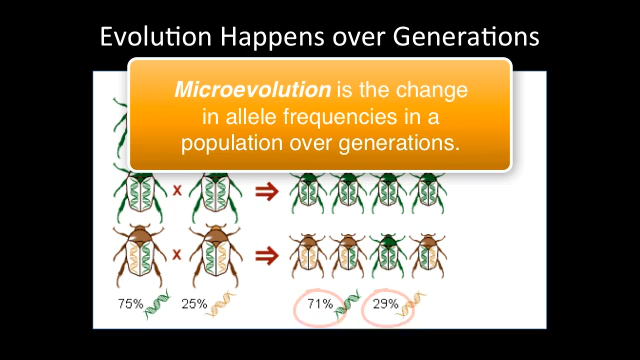 Evolution Happens over Generations
Microevolution is the change
in allele frequencies in a
population over generations.
x
x
75% 25% 71% 29%